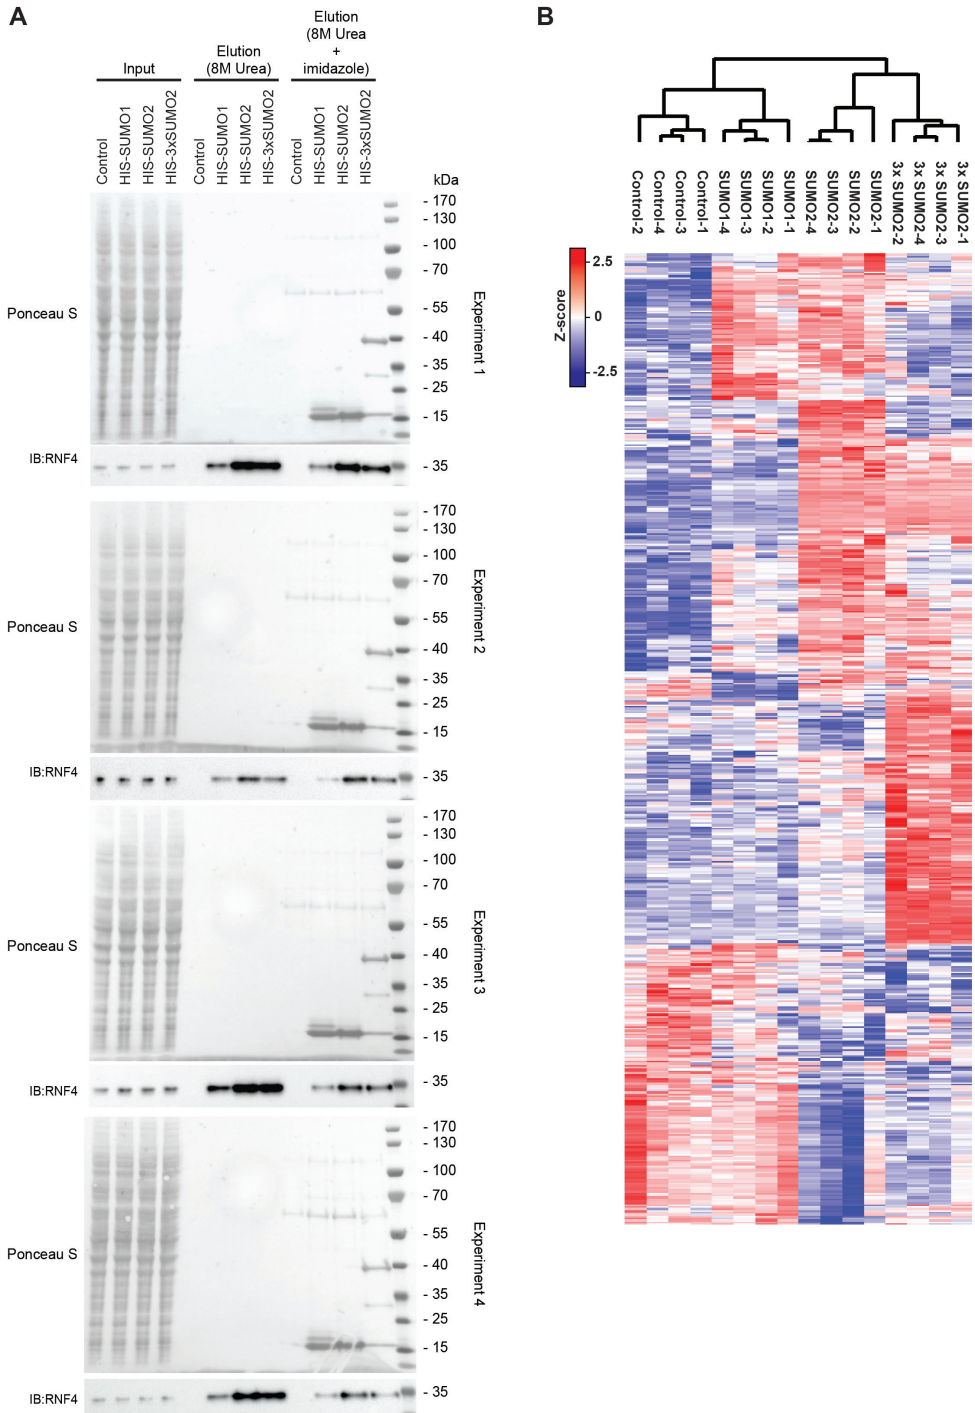 A
Input
Elution
(8M Urea)
Elution
(8M Urea
+
imidazole)
Control
HIS-SUMO1
HIS-SUMO2
HIS-3xSUMO2
Control
HIS-SUMO1
HIS-SUMO2
HIS-3xSUMO2
Control
HIS-SUMO1
HIS-SUMO2
HIS-3xSUMO2
kDa
- 170
- 130
- 100
- 70
- 55
- 40
- 35
- 25
- 15
Ponceau S
Experiment 1
IB:RNF4
- 35
- 170
- 130
- 100
- 70
- 55
- 40
- 35
- 25
- 15
Ponceau S
Experiment 2
IB:RNF4
- 35
- 170
- 130
- 100
- 70
- 55
- 40
- 35
- 25
- 15
Ponceau S
Experiment 3
IB:RNF4
- 35
- 170
- 130
- 100
- 70
- 55
- 40
- 35
- 25
- 15
Ponceau S
Experiment 4
IB:RNF4
- 35
B
Control-2
Control-4
Control-3
Control-1
SUMO1-4
SUMO1-3
SUMO1-2
SUMO1-1
SUMO2-4
SUMO2-3
SUMO2-2
SUMO2-1
3x SUMO2-2
3x SUMO2-4
3x SUMO2-3
3x SUMO2-1
2.5
0
-2.5
Z-score